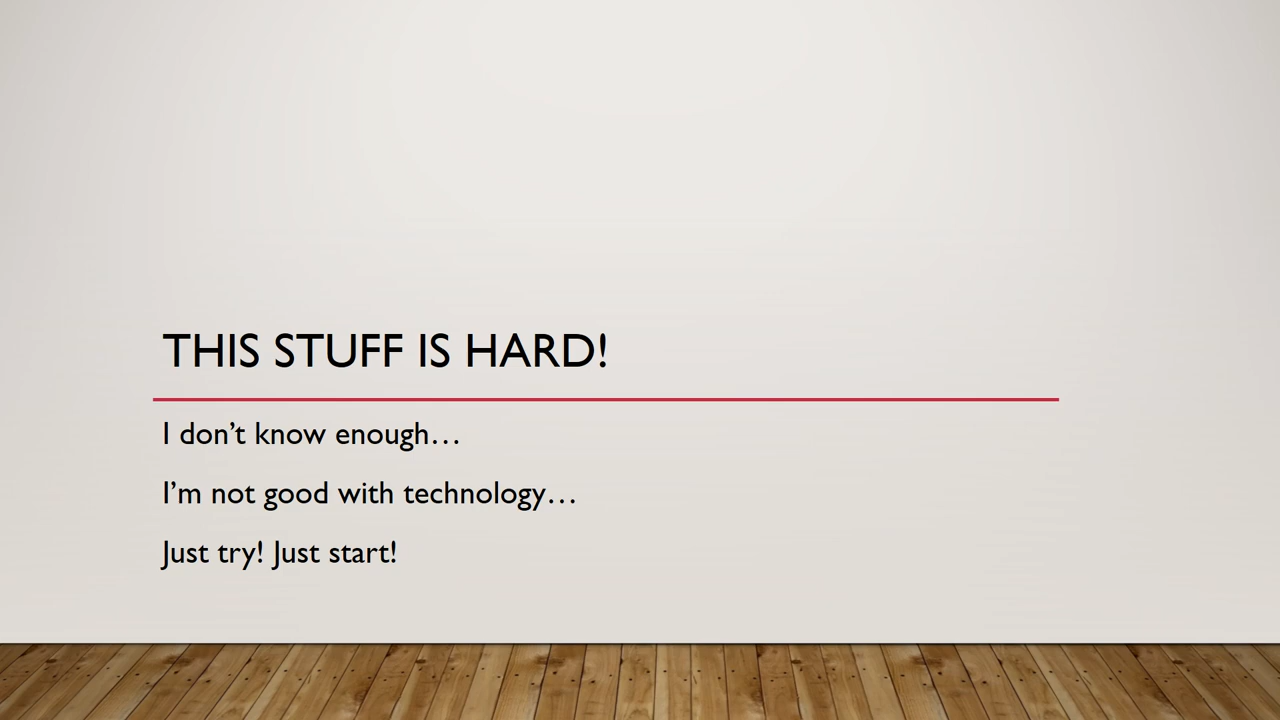 THIS STUFF IS HARD!
I don’t know enough…
I’m not good with technology…
Just try! Just start!